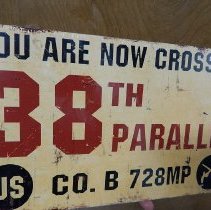 OU ARE NOW CROSS
38TH
PARALL
US CO. B 728MP